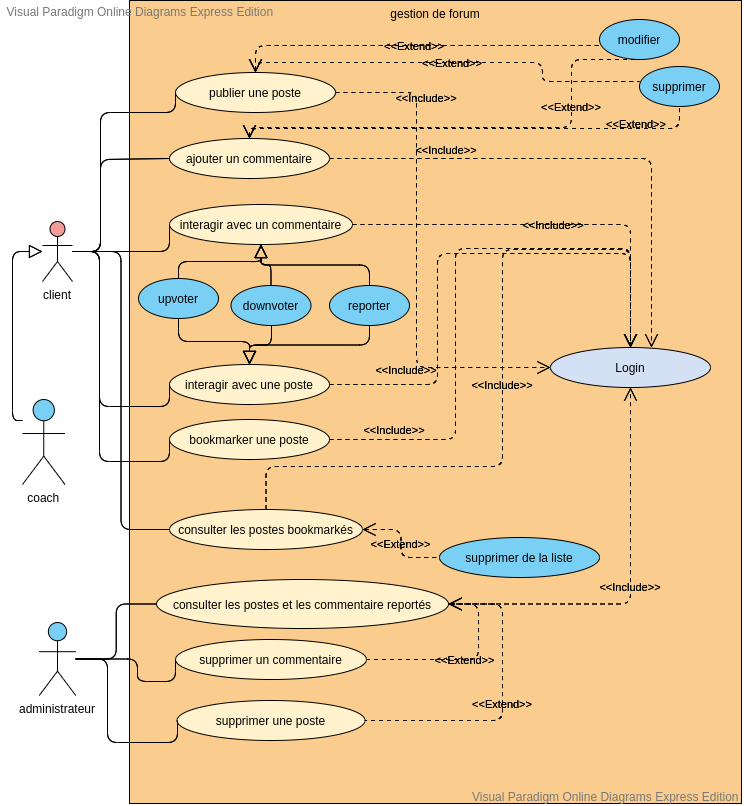 Visual Paradigm Online Diagrams Express Edition
gestion de forum
modifier
<<Extend>>
<<Extend>>
supprimer
publier une poste
<<Include>>
<<Extend>>
<<Extend>>
ajouter un commentaire
<<Include>>
interagir avec un commentaire
<<Include>>
client
upvoter
downvoter
reporter
Login
interagir avec une poste
<<Include>>
<<Include>>
bookmarker une poste
<<Include>>
coach
consulter les postes bookmarkés
<<Extend>>
supprimer de la liste
<<Include>>
consulter les postes et les commentaire reportés
supprimer un commentaire
<<Extend>>
administrateur
<<Extend>>
supprimer une poste
Visual Paradigm Online Diagrams Express Edition